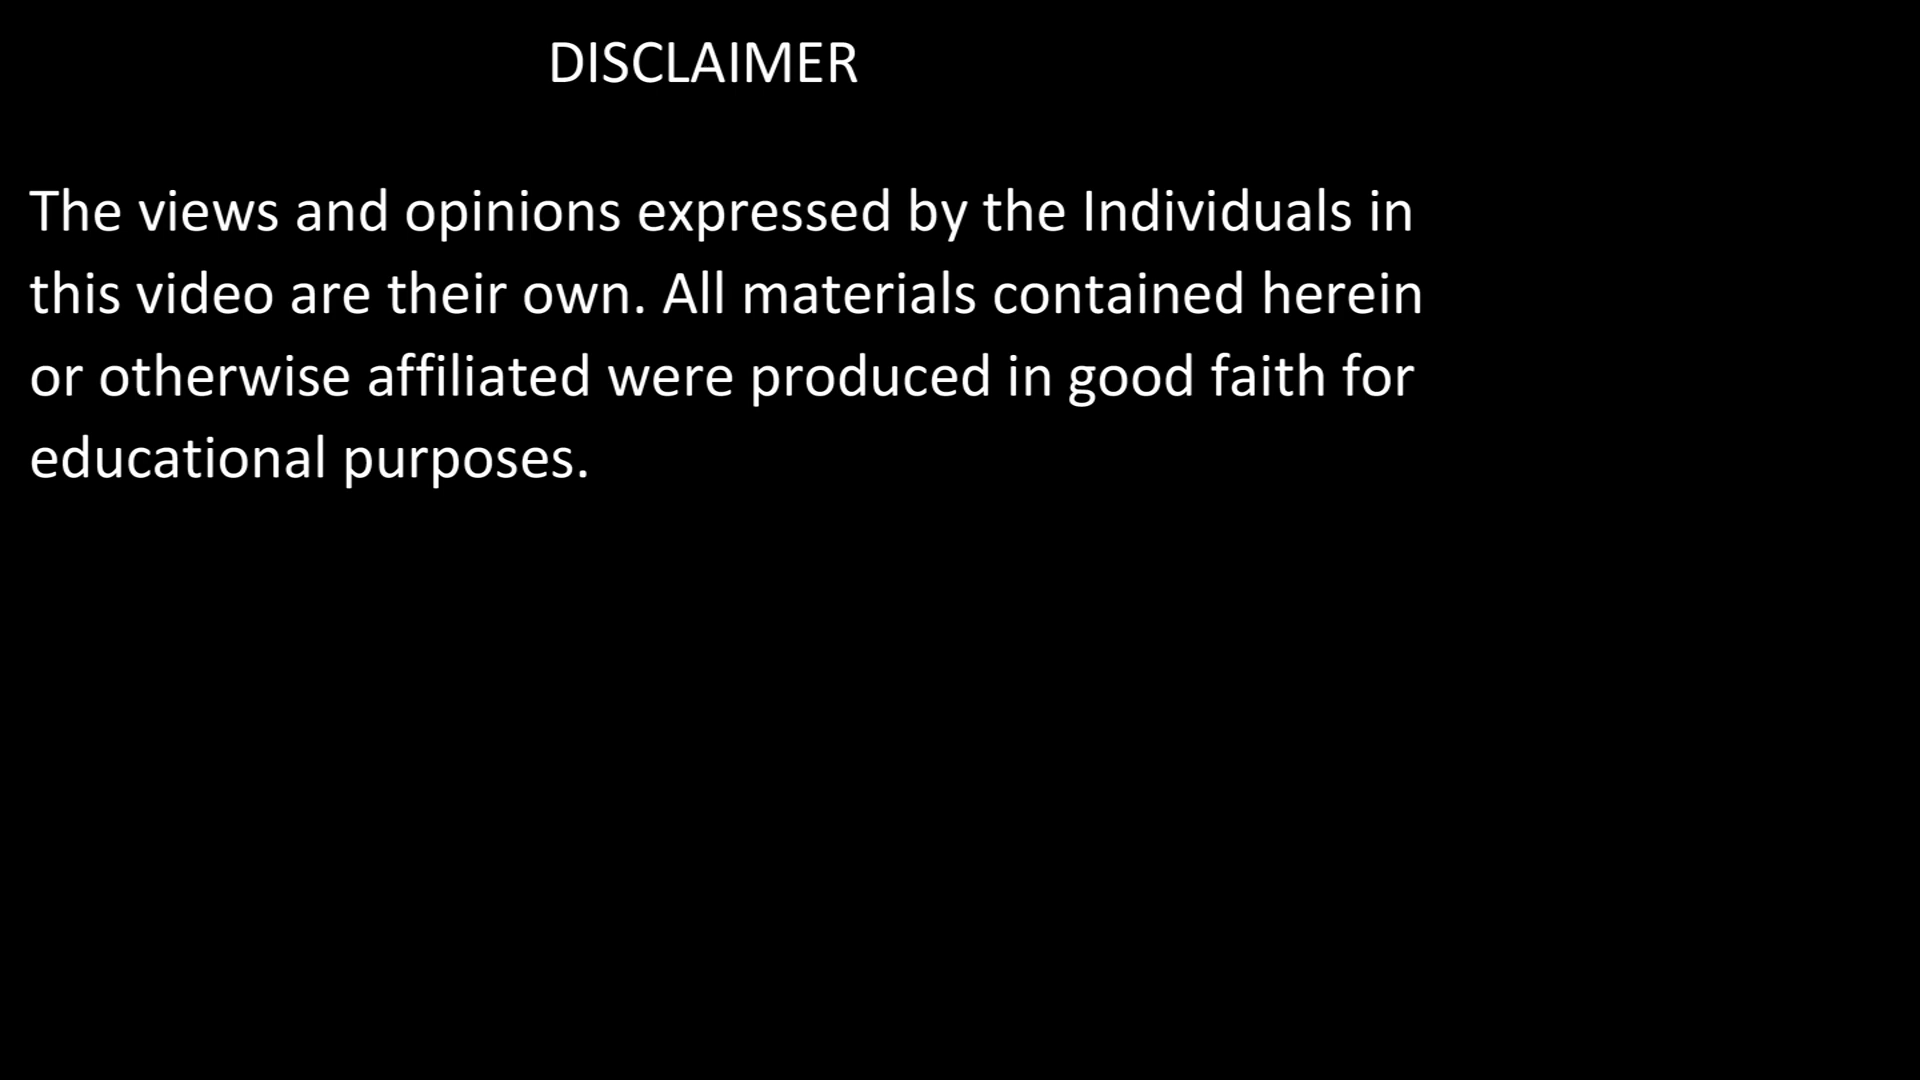 DISCLAIMER
The views and opinions expressed by the Individuals in
this video are their own. All materials contained herein
or otherwise affiliated were produced in good faith for
educational purposes.